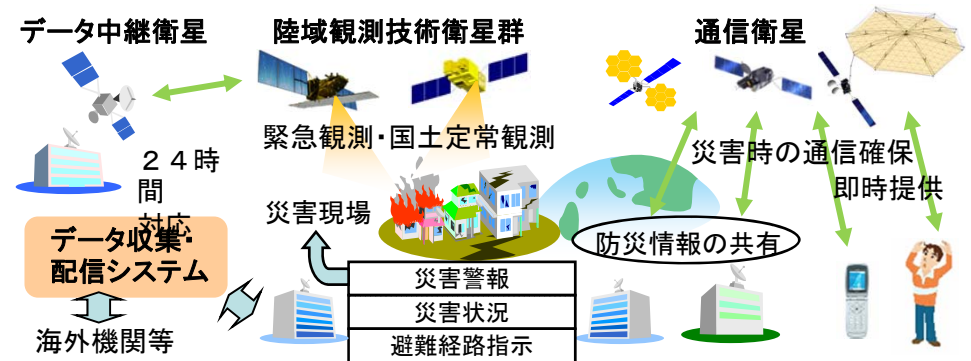 データ中継衛星
陸域観測技術衛星群
通信衛星
緊急観測・国土定常観測
災害時の通信確保
即時提供
２４時
間
対応
災害現場
データ収集・
配信システム
防災情報の共有
災害警報
災害状況
避難経路指示
海外機関等